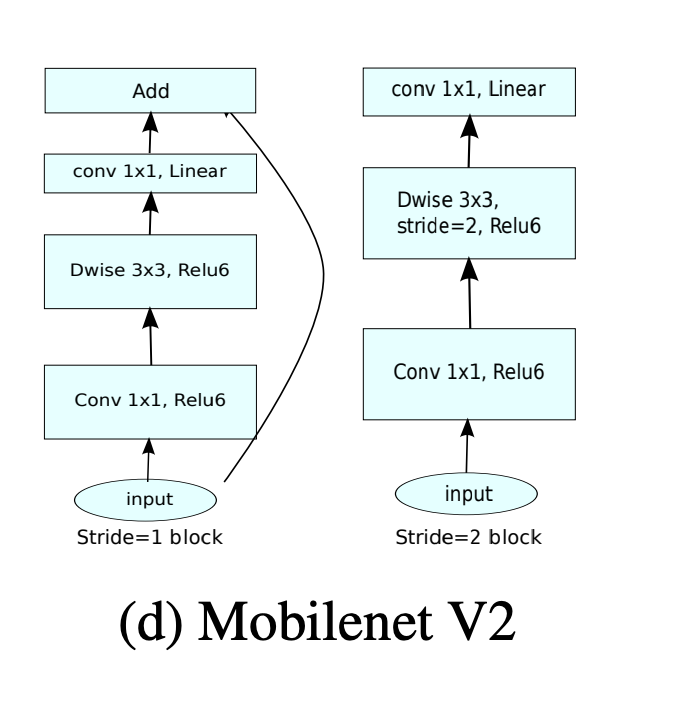 Add
conv 1x1, Linear
Dwise 3x3, Relu6
Conv 1x1, Relu6
input
Stride=1 block
conv 1x1, Linear
Dwise 3x3,
stride=2, Relu6
Conv 1x1, Relu6
input
Stride=2 block
(d) Mobilenet V2